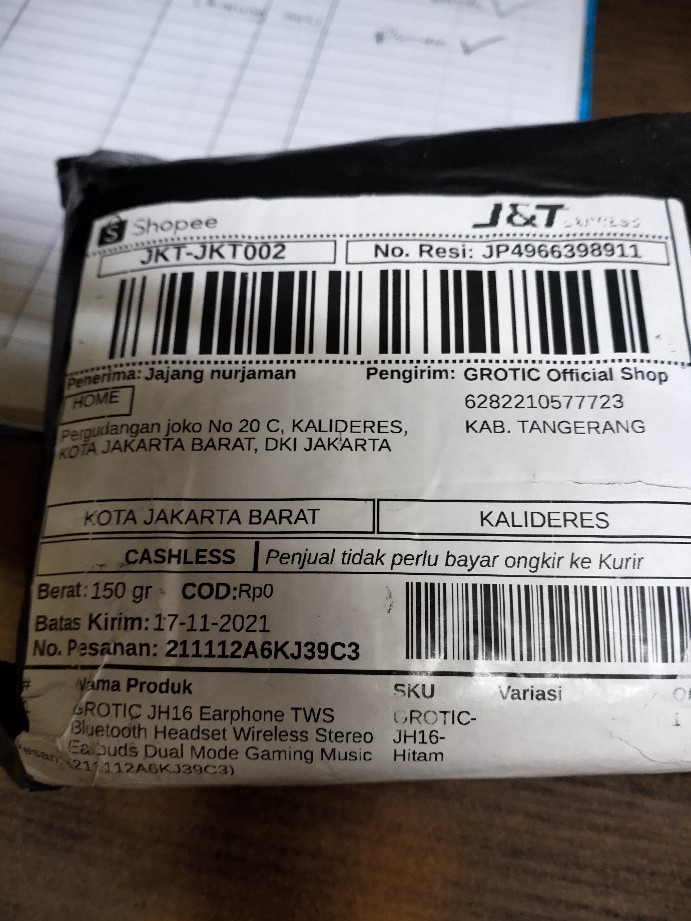 Shopee
J&T EXPRESS
JKT-JKT002
No. Resi: JP4966398911
Penerima: Jajang nurjaman
Pengirim: GROTIC Official Shop
HOME
6282210577723
Pergudangan joko No 20 C, KALIDERES,
KAB. TANGERANG
KOTA JAKARTA BARAT, DKI JAKARTA
KOTA JAKARTA BARAT
KALIDERES
CASHLESS
Penjual tidak perlu bayar ongkir ke Kurir
Berat: 150 gr COD:Rp0
Batas Kirim: 17-11-2021
No. Pesanan: 211112A6KJ39C3
# Nama Produk SKU Variasi
GROTIC JH16 Earphone TWS GROTIC- 1
Bluetooth Headset Wireless Stereo JH16-
Earbuds Dual Mode Gaming Music Hitam
(211112A6KJ39C3)